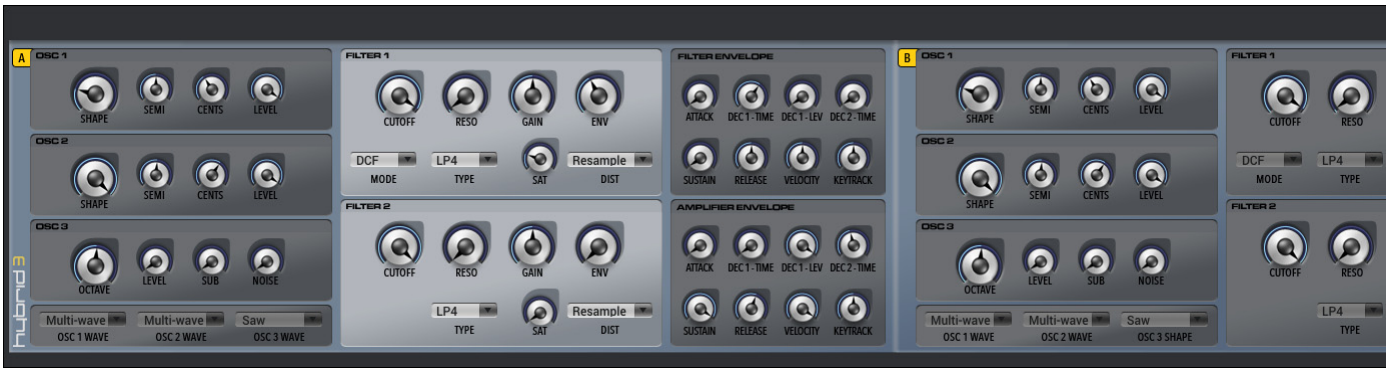 A
OSC 1
SHAPE SEMI CENTS LEVEL
OSC 2
SHAPE SEMI CENTS LEVEL
OSC 3
OCTAVE LEVEL SUB NOISE
Multi-wave Multi-wave Saw
OSC 1 WAVE OSC 2 WAVE OSC 3 WAVE
hybrid 3
FILTER 1
CUTOFF RESO GAIN ENV
DCF LP4 Resample
MODE TYPE SAT DIST
FILTER 2
CUTOFF RESO GAIN ENV
LP4 Resample
TYPE SAT DIST
FILTER ENVELOPE
ATTACK DEC 1 - TIME DEC 1 - LEV DEC 2 - TIME
SUSTAIN RELEASE VELOCITY KEYTRACK
AMPLIFIER ENVELOPE
ATTACK DEC 1 - TIME DEC 1 - LEV DEC 2 - TIME
SUSTAIN RELEASE VELOCITY KEYTRACK
B
OSC 1
SHAPE SEMI CENTS LEVEL
OSC 2
SHAPE SEMI CENTS LEVEL
OSC 3
OCTAVE LEVEL SUB NOISE
Multi-wave Multi-wave Saw
OSC 1 WAVE OSC 2 WAVE OSC 3 SHAPE
FILTER 1
CUTOFF RESO
DCF LP4
MODE TYPE
FILTER 2
CUTOFF RESO
LP4
TYPE